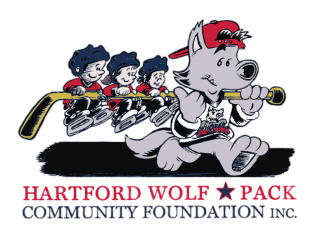 HARTFORD WOLF ★ PACK
COMMUNITY FOUNDATION INC.